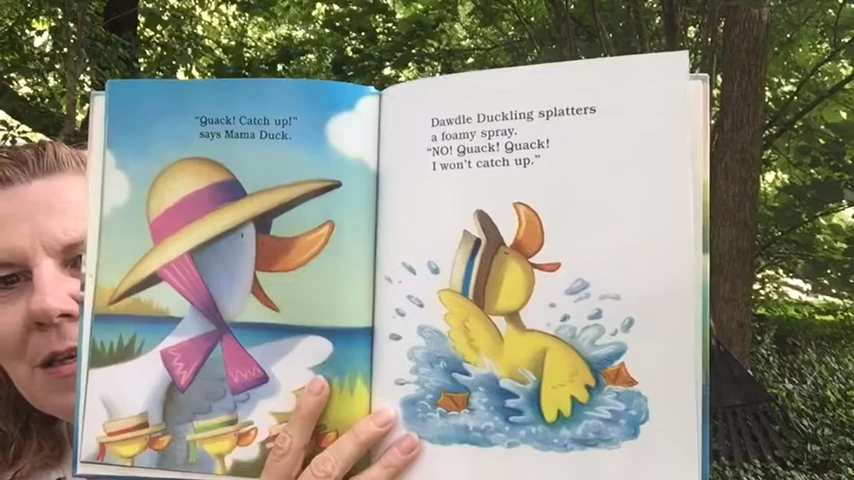 "Quack! Catch up!"
says Mama Duck.
Dawdle Duckling splatters
a foamy spray.
"NO! Quack! Quack!
I won't catch up."